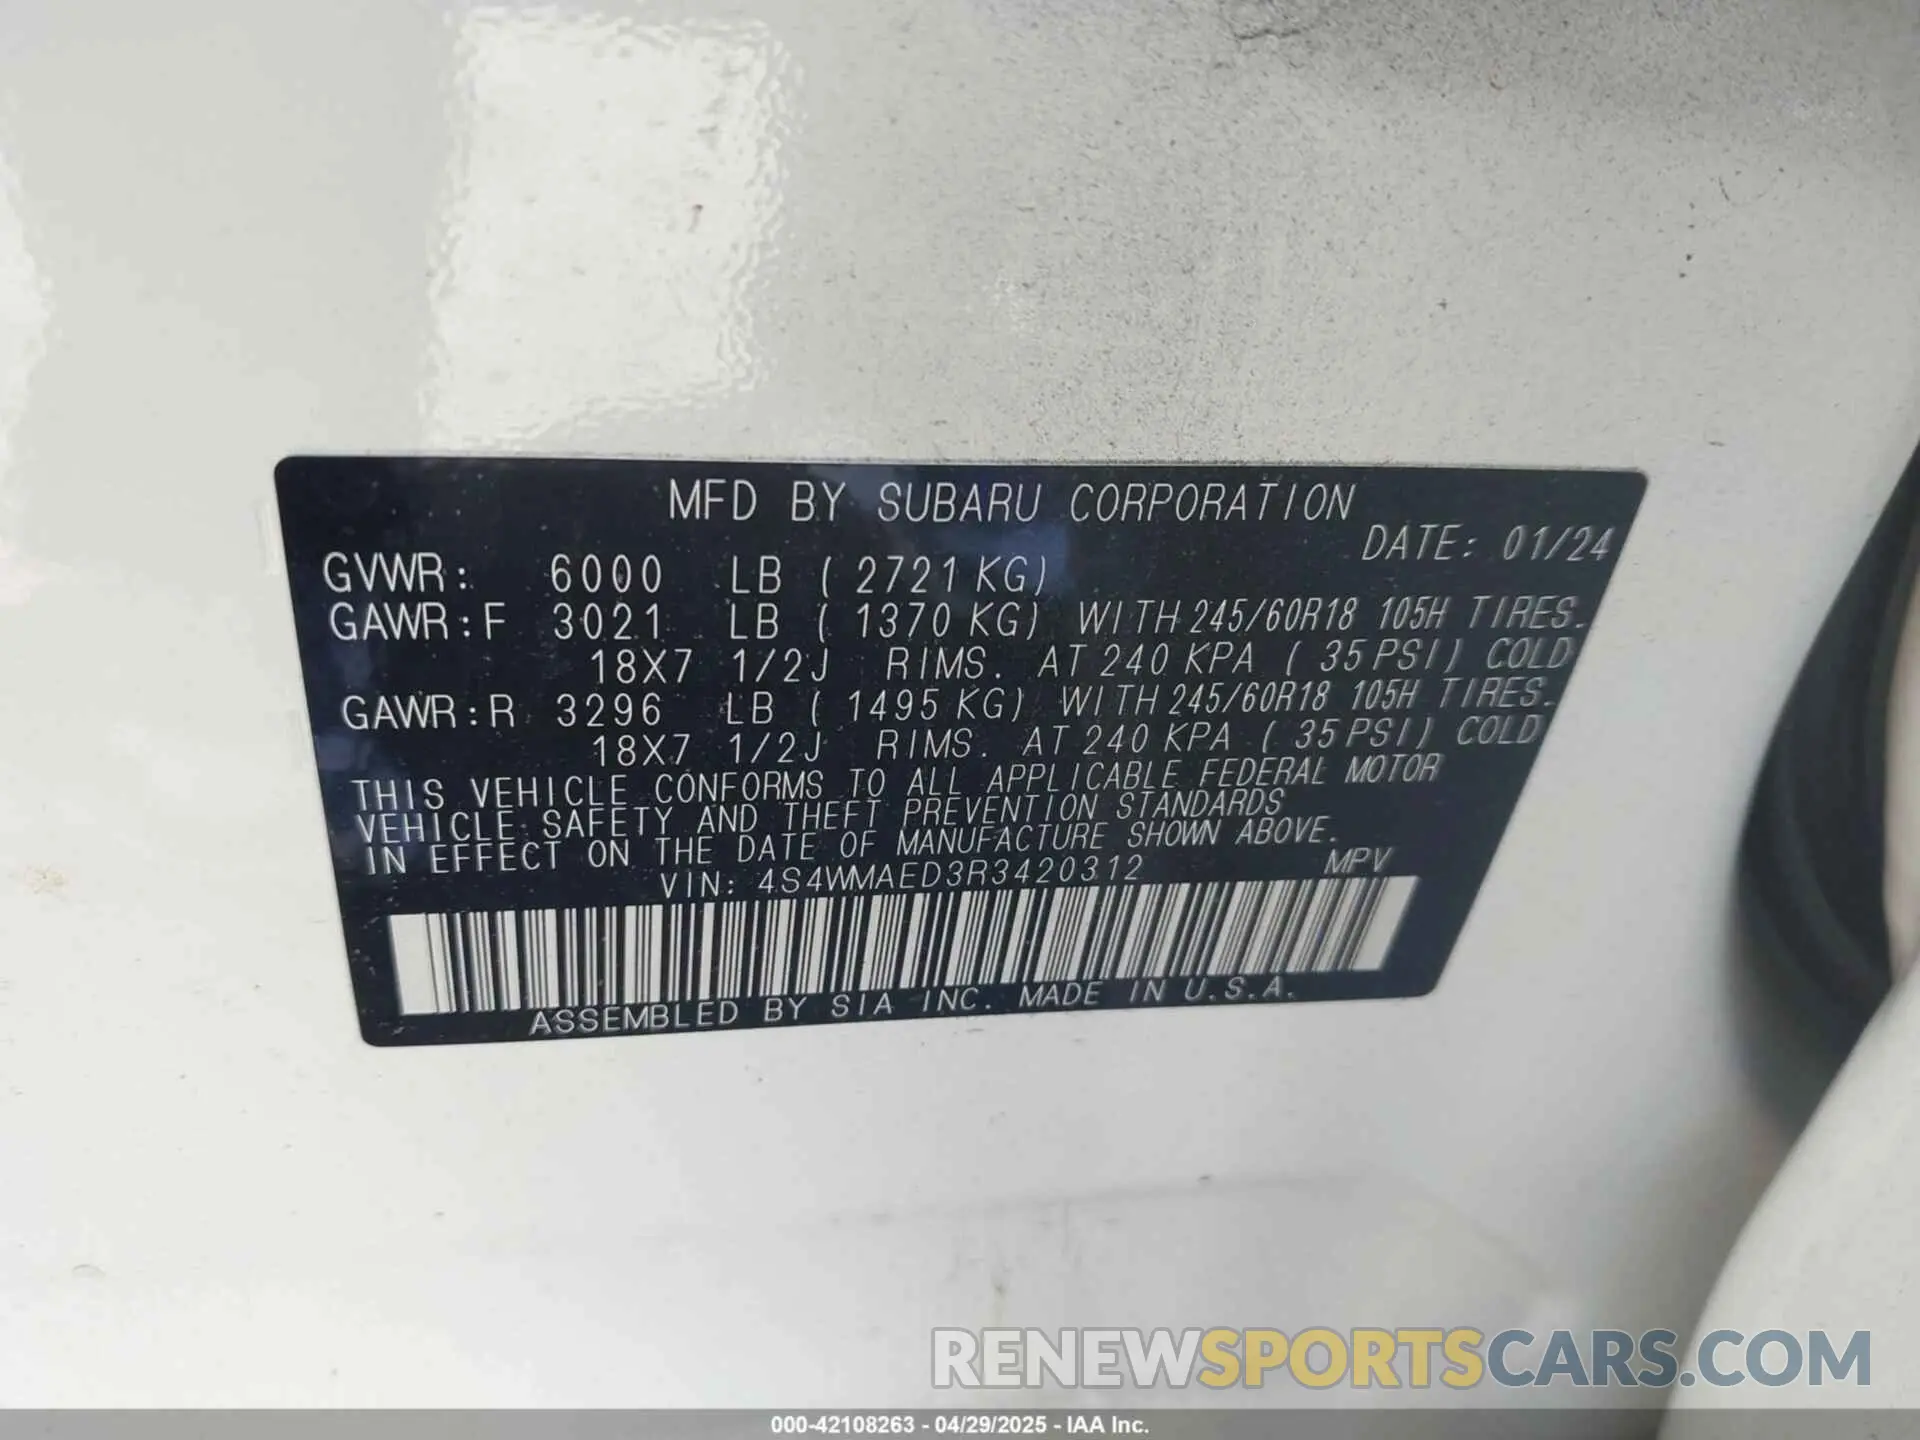 MFD BY SUBARU CORPORATION
DATE: 01/24
GVWR: 6000 LB ( 2721 KG)
GAWR:F 3021 LB ( 1370 KG) WITH 245/60R18 105H TIRES.
18X7 1/2J RIMS. AT 240 KPA ( 35 PSI) COLD
GAWR:R 3296 LB ( 1495 KG) WITH 245/60R18 105H TIRES.
18X7 1/2J RIMS. AT 240 KPA ( 35 PSI) COLD
THIS VEHICLE CONFORMS TO ALL APPLICABLE FEDERAL MOTOR
VEHICLE SAFETY AND THEFT PREVENTION STANDARDS
IN EFFECT ON THE DATE OF MANUFACTURE SHOWN ABOVE.
VIN: 4S4WMAED3R3420312 MPV
ASSEMBLED BY SIA INC. MADE IN U.S.A.
RENEWSPORTSCARS.COM
000-42108263 - 04/29/2025 - IAA Inc.